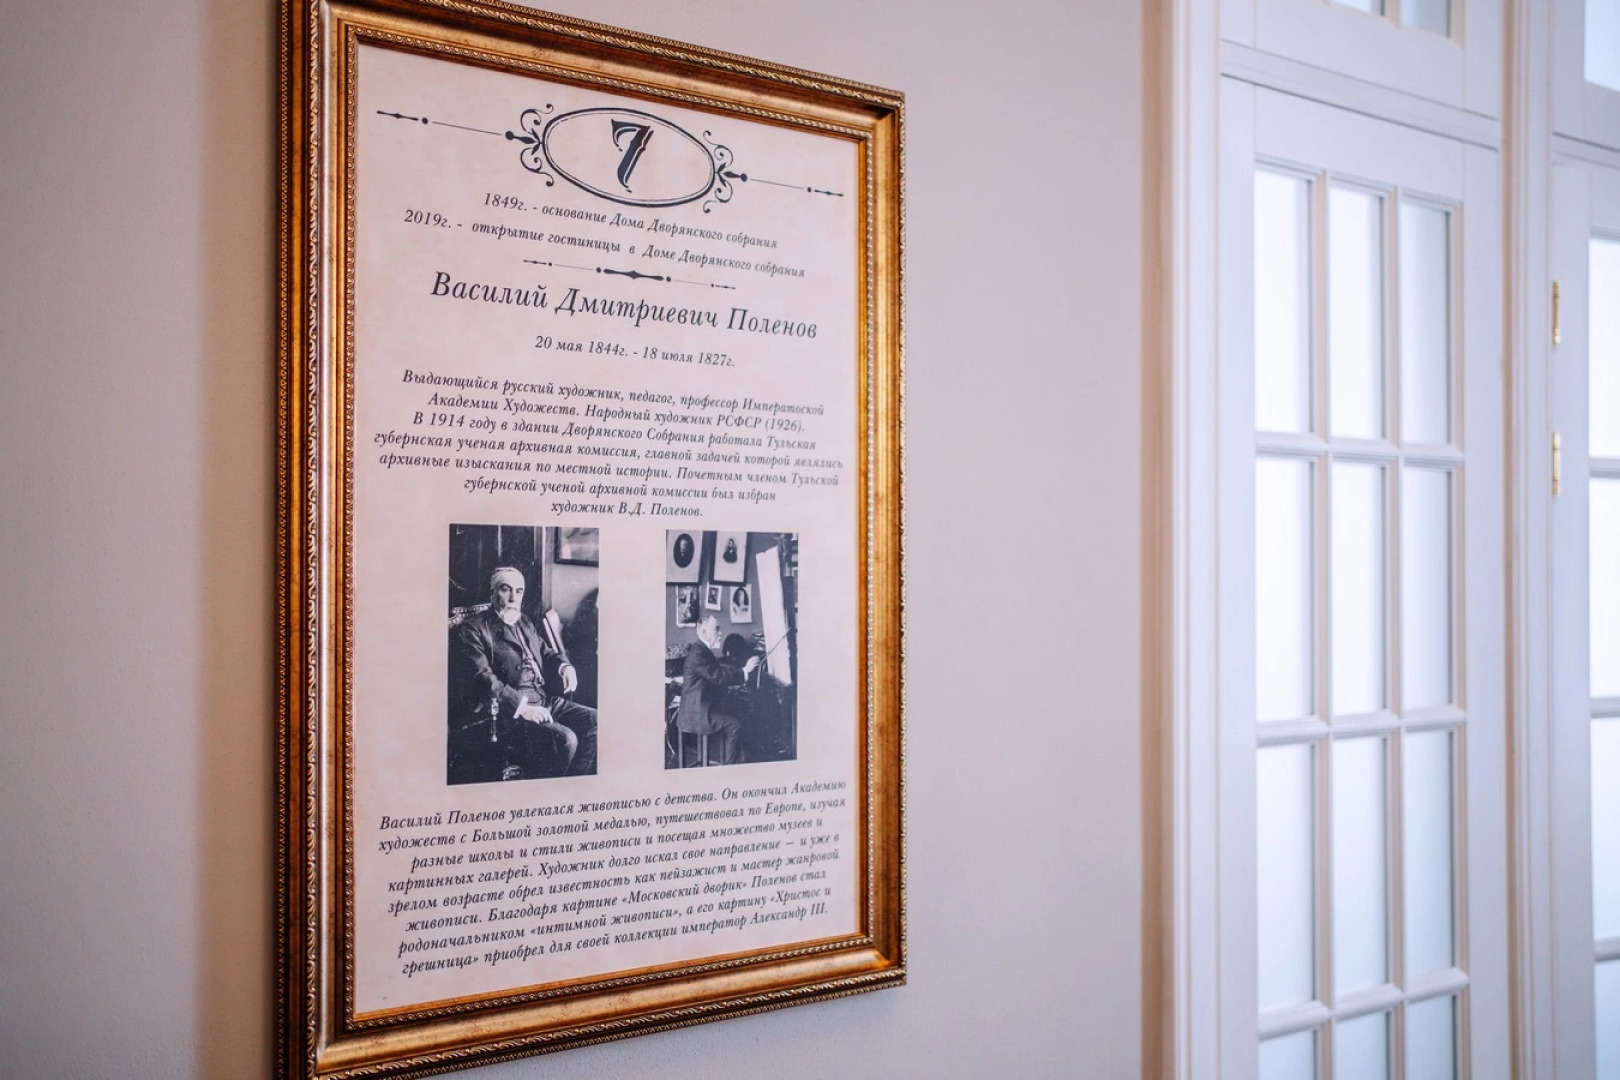 7
1849г. - основание Дома Дворянского собрания
2019г. - открытие гостиницы в Доме Дворянского собрания
Василий Дмитриевич Поленов
20 мая 1844г. - 18 июля 1827г.
Выдающийся русский художник, педагог, профессор Императоской
Академии Художеств. Народный художник РСФСР (1926).
В 1914 году в здании Дворянского Собрания работала Тульская
губернская ученая архивная комиссия, главной задачей которой являлись
архивные изыскания по местной истории. Почетным членом Тульской
губернской ученой архивной комиссии был избран
художник В.Д. Поленов.
Василий Поленов увлекался живописью с детства. Он окончил Академию
художеств с Большой золотой медалью, путешествовал по Европе, изучая
разные школы и стили живописи и посещая множество музеев и
картинных галерей. Художник долго искал свое направление — и уже в
зрелом возрасте обрел известность как пейзажист и мастер жанровой
живописи. Благодаря картине «Московский дворик» Поленов стал
родоначальником «интимной живописи», а его картину «Христос и
грешница» приобрел для своей коллекции император Александр III.